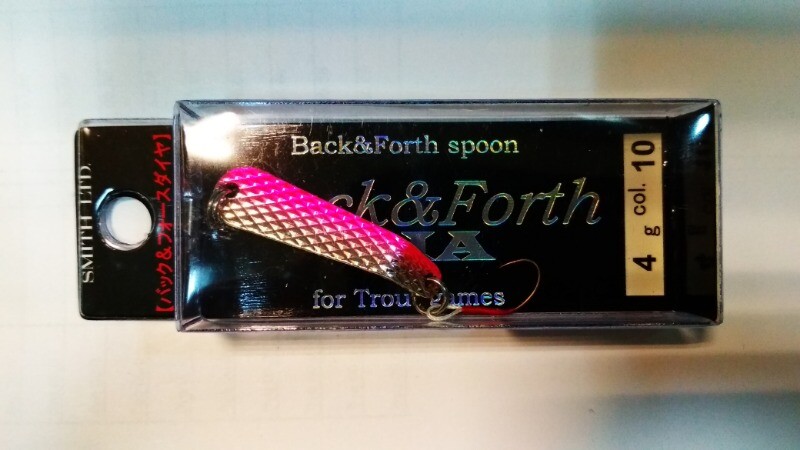 SMITH LTD.
[バック&フォースダイヤ]
Back&Forth spoon
ck&Forth
IA
for Trou ames
4 g col. 10